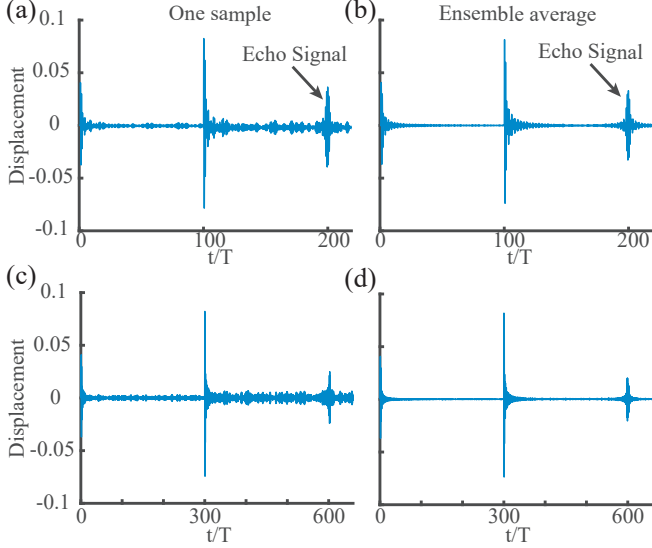 (a) One sample (b) Ensemble average
0.1
Echo Signal Echo Signal
0.05
Displacement
0
-0.05
-0.1
0 100 200 0 100 200
t/T t/T
(c) (d)
0.1
0.05
Displacement
0
-0.05
-0.1
0 300 600 0 300 600
t/T t/T